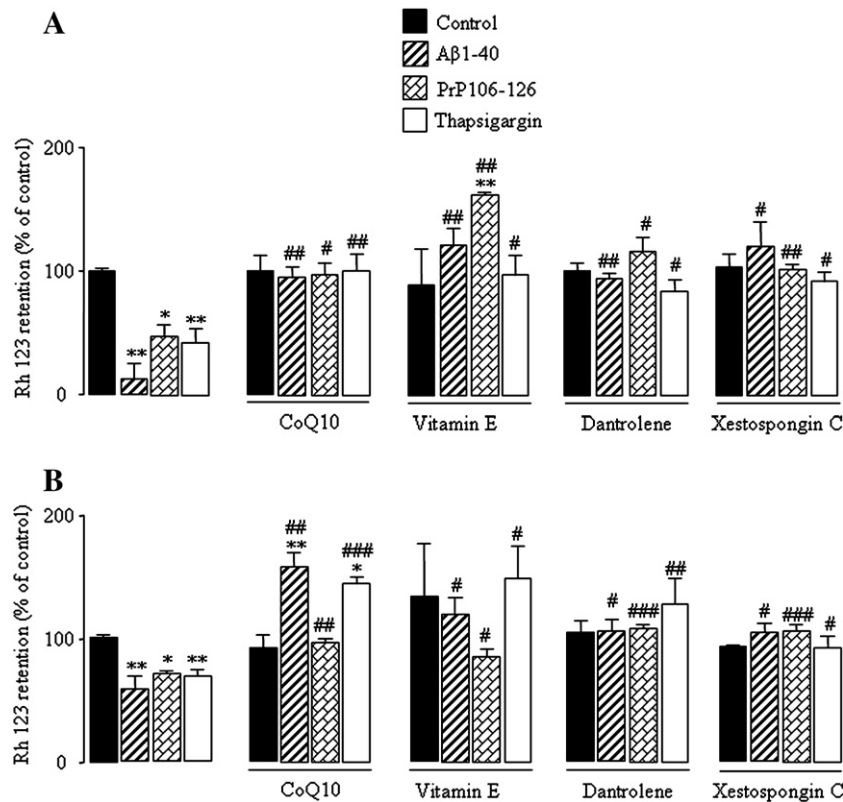 A
Control
Aβ1-40
PrP106-126
Thapsigargin
Rh 123 retention (% of control)
200
100
0
** * **
## # ##
## ## ** #
## # #
# ## #
CoQ10 Vitamin E Dantrolene Xestospongin C
B
Rh 123 retention (% of control)
200
100
0
** * **
## ** ## ### *
# # #
# ### ##
# ### #
CoQ10 Vitamin E Dantrolene Xestospongin C